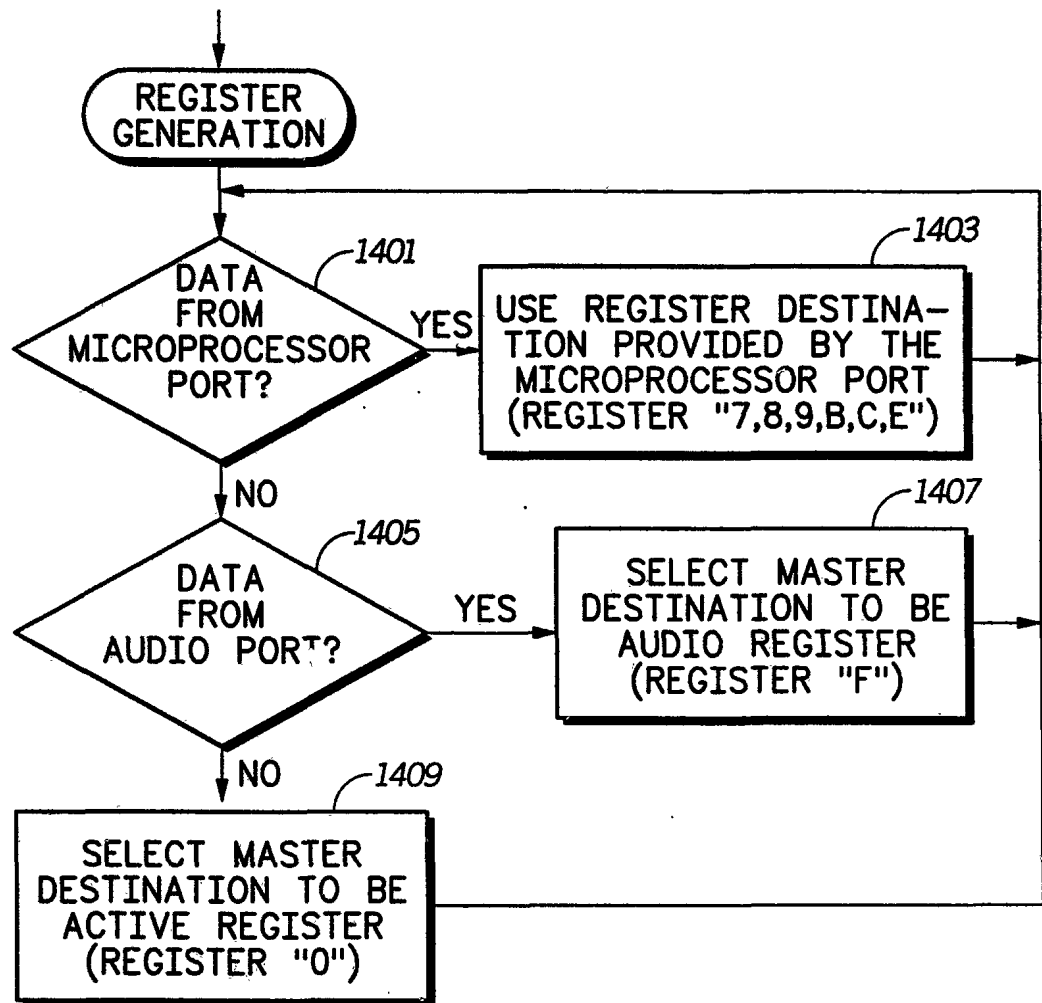 REGISTER
GENERATION
1401
DATA
FROM
MICROPROCESSOR
PORT?
YES
1403
USE REGISTER DESTINA-
TION PROVIDED BY THE
MICROPROCESSOR PORT
(REGISTER "7,8,9,B,C,E")
NO
1405
DATA
FROM
AUDIO PORT?
YES
1407
SELECT MASTER
DESTINATION TO BE
AUDIO REGISTER
(REGISTER "F")
NO
1409
SELECT MASTER
DESTINATION TO BE
ACTIVE REGISTER
(REGISTER "0")